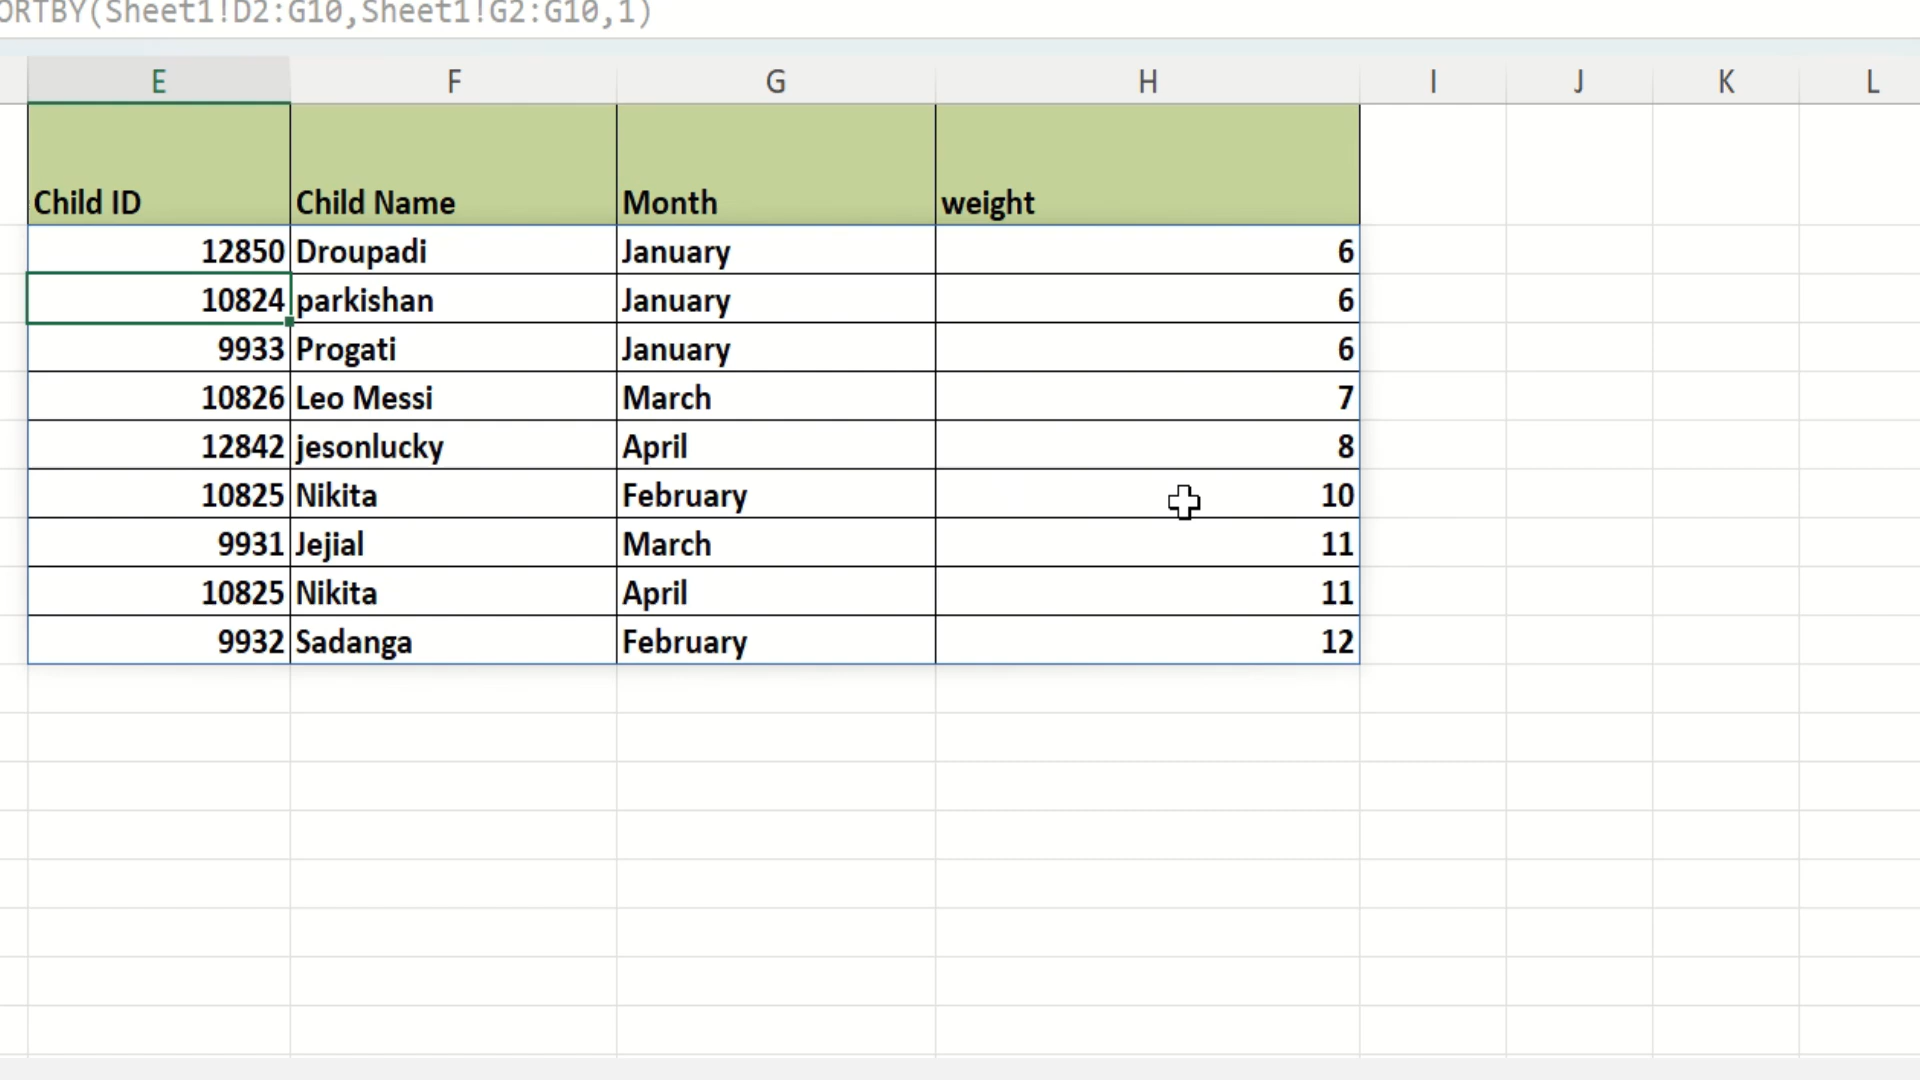 ORTBY(Sheet1!D2:G10,Sheet1!G2:G10,1)
E F G H I J K L
Child ID Child Name Month weight
12850 Droupadi January 6
10824 parkishan January 6
9933 Progati January 6
10826 Leo Messi March 7
12842 jesonlucky April 8
10825 Nikita February 10
9931 Jejial March 11
10825 Nikita April 11
9932 Sadanga February 12